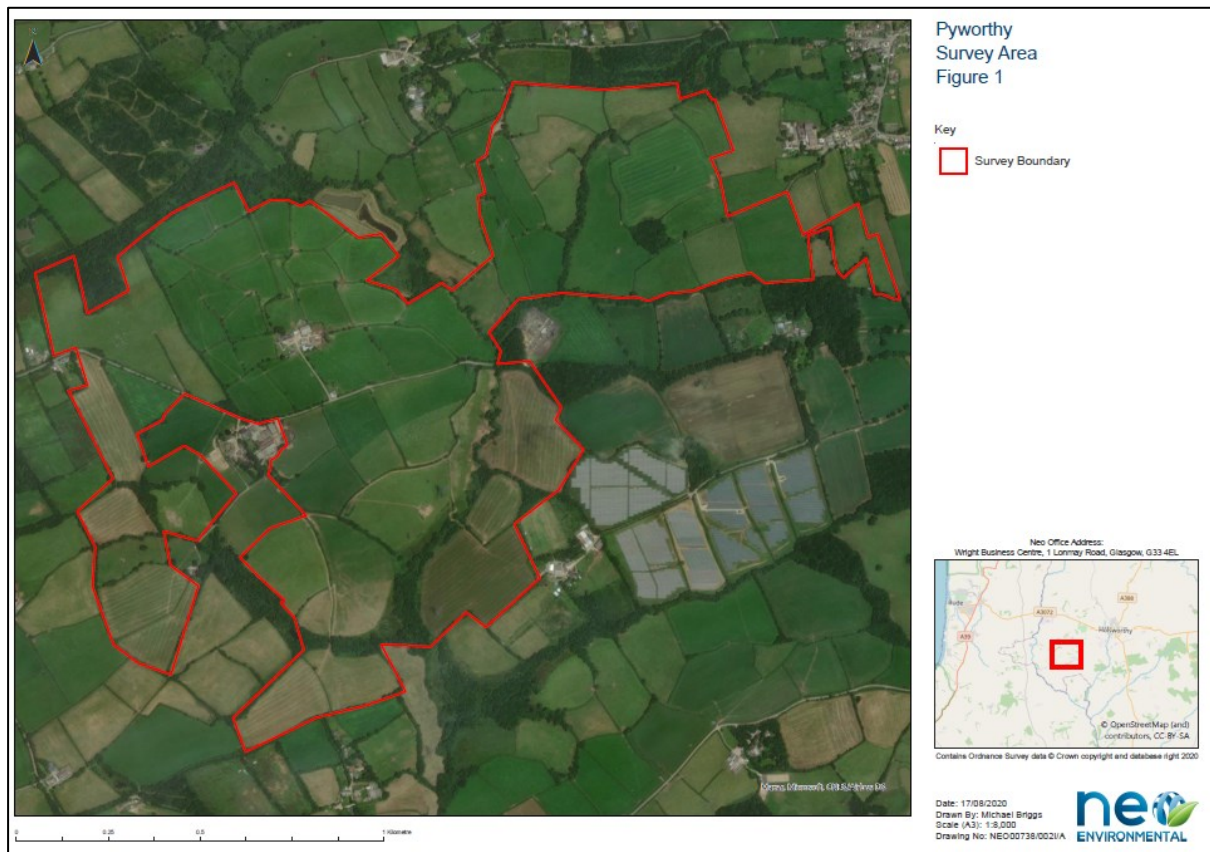 Pyworthy
Survey Area
Figure 1
Key
Survey Boundary
N
Neo Office Address:
Wright Business Centre, 1 Lonmay Road, Glasgow, G33 4EL
Bude
A3072
A388
Holsworthy
A39
© OpenStreetMap (and)
contributors, CC-BY-SA
Contains Ordnance Survey data © Crown copyright and database right 2020
Date: 17/08/2020
Drawn By: Michael Briggs
Scale (A3): 1:8,000
Drawing No: NEO00738/002I/A
neo
ENVIRONMENTAL
0 0.25 0.5 1 Kilometre